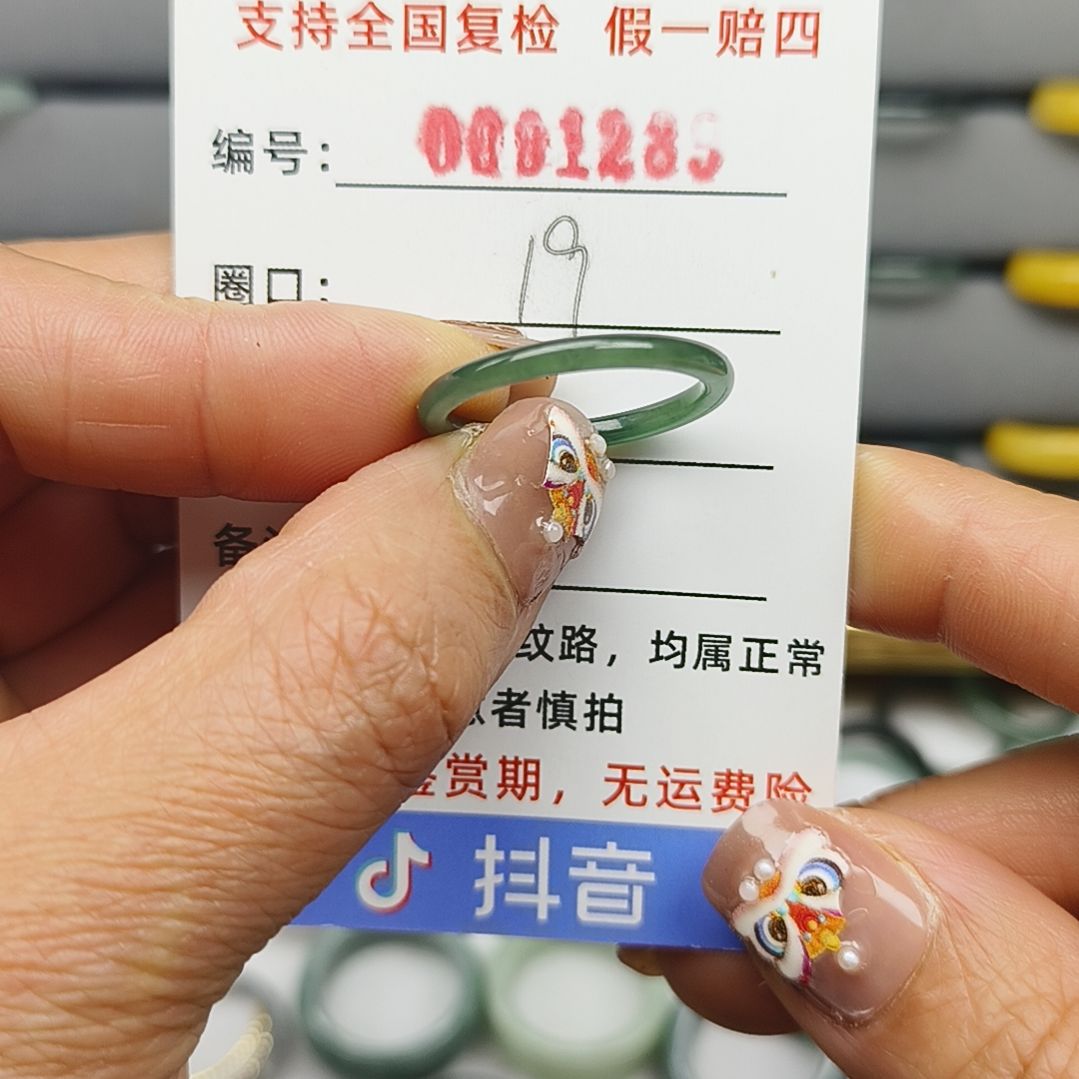 支持全国复检 假一赔四
编号：
圈口： 19
备
纹路，均属正常
者慎拍
赏期，无运费险
抖音